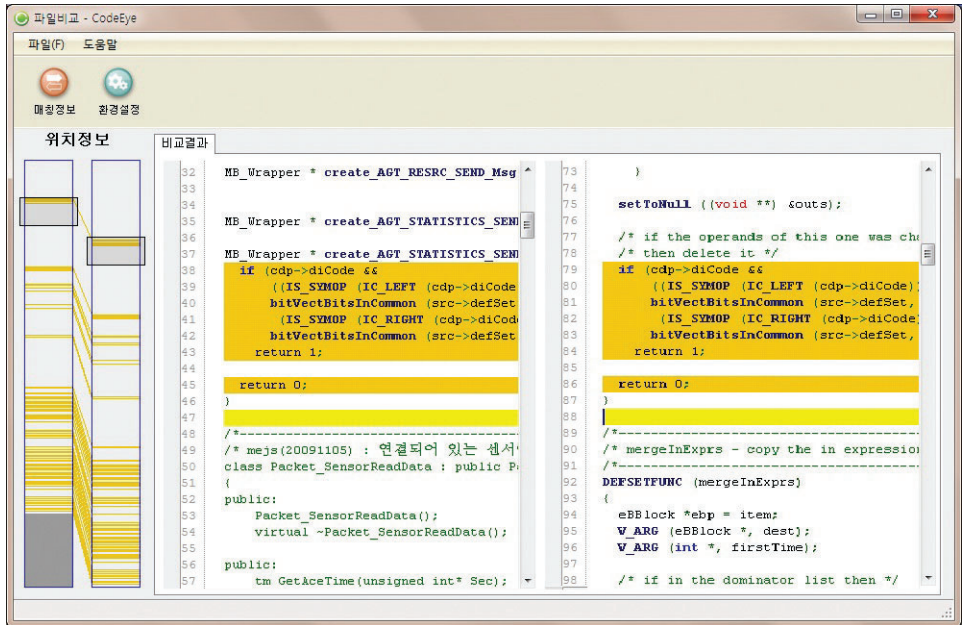 파일비교 - CodeEye
파일(F) 도움말
매칭정보 환경설정
위치정보
비교결과
32 MB_Wrapper * create_AGT_RESRC_SEND_Msg
33
34
35 MB_Wrapper * create_AGT_STATISTICS_SEN
36
37 MB_Wrapper * create_AGT_STATISTICS_SEN
38 if (cdp->diCode &&
39 ((IS_SYMOP (IC_LEFT (cdp->diCode
40 bitVectBitsInCommon (src->defSet
41 (IS_SYMOP (IC_RIGHT (cdp->diCod
42 bitVectBitsInCommon (src->defSet
43 return 1;
44
45 return 0;
46 }
47
48 /*----------------------------------
49 /* mejs(20091105) : 연결되어 있는 센서
50 class Packet_SensorReadData : public P
51 {
52 public:
53 Packet_SensorReadData();
54 virtual ~Packet_SensorReadData();
55
56 public:
57 tm GetAceTime(unsigned int* Sec);
73 }
74
75 setToNull ((void **) &outs);
76
77 /* if the operands of this one was cha
78 /* then delete it */
79 if (cdp->diCode &&
80 ((IS_SYMOP (IC_LEFT (cdp->diCode)
81 bitVectBitsInCommon (src->defSet,
82 (IS_SYMOP (IC_RIGHT (cdp->diCode)
83 bitVectBitsInCommon (src->defSet,
84 return 1;
85
86 return 0;
87 }
88
89 /*----------------------------------
90 /* mergeInExprs - copy the in expression
91 /*----------------------------------
92 DEFSETFUNC (mergeInExprs)
93 {
94 eBBlock *ebp = item;
95 V_ARG (eBBlock *, dest);
96 V_ARG (int *, firstTime);
97
98 /* if in the dominator list then */